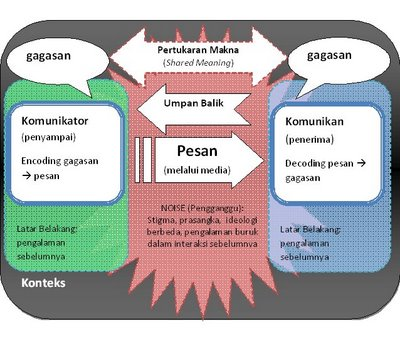 gagasan
Pertukaran Makna
(Shared Meaning)
gagasan
Umpan Balik
Komunikator
(penyampai)
Encoding gagasan
→ pesan
Pesan
(melalui media)
Komunikan
(penerima)
Decoding pesan →
gagasan
NOISE (Pengganggu):
Stigma, prasangka, ideologi
berbeda, pengalaman buruk
dalam interaksi sebelumnya
Latar Belakang:
pengalaman
sebelumnya
Latar Belakang:
pengalaman
sebelumnya
Konteks